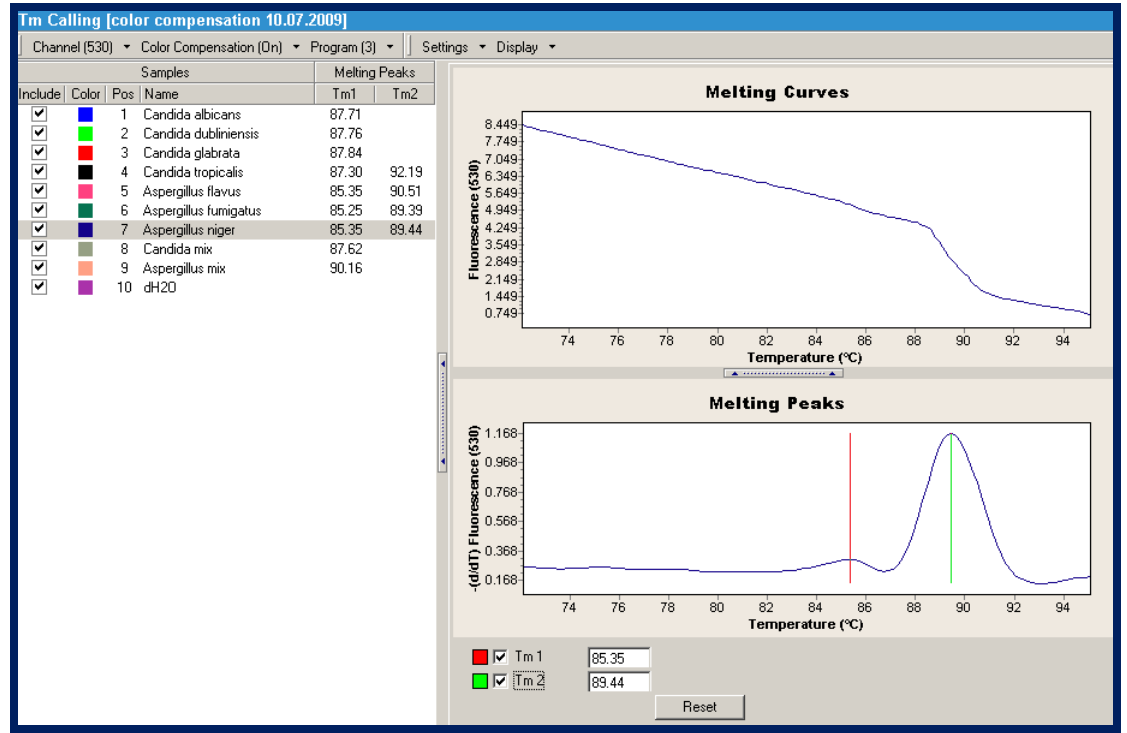 Tm Calling [color compensation 10.07.2009]
Channel (530) Color Compensation (On) Program (3) Settings Display
Samples Melting Peaks
Include Color Pos Name Tm1 Tm2
1 Candida albicans 87.71
2 Candida dubliniensis 87.76
3 Candida glabrata 87.84
4 Candida tropicalis 87.30 92.19
5 Aspergillus flavus 85.35 90.51
6 Aspergillus fumigatus 85.25 89.39
7 Aspergillus niger 85.35 89.44
8 Candida mix 87.62
9 Aspergillus mix 90.16
10 dH2O
Melting Curves
Fluorescence (530)
8.449
7.749
7.049
6.349
5.649
4.949
4.249
3.549
2.849
2.149
1.449
0.749
74 76 78 80 82 84 86 88 90 92 94
Temperature (°C)
Melting Peaks
-(d/dT) Fluorescence (530)
1.168
0.968
0.768
0.568
0.368
0.168
74 76 78 80 82 84 86 88 90 92 94
Temperature (°C)
Tm 1 85.35
Tm 2 89.44
Reset